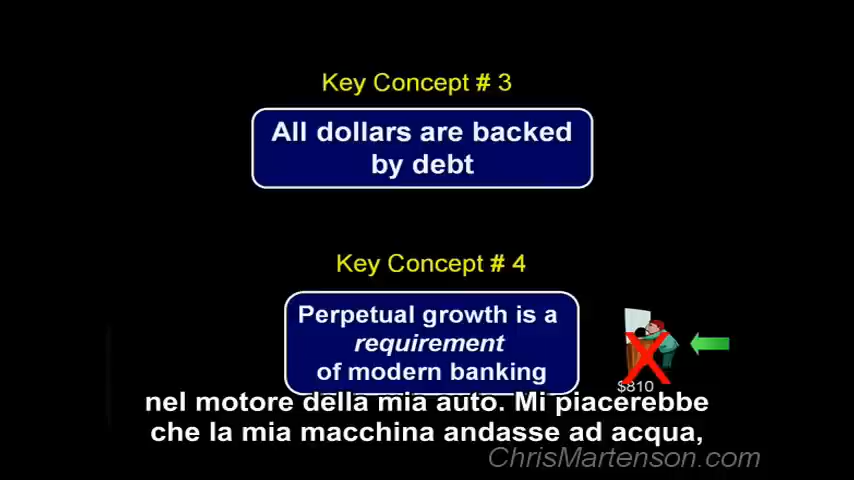 Key Concept # 3
All dollars are backed
by debt
Key Concept # 4
Perpetual growth is a
requirement
of modern banking
$810
nel motore della mia auto. Mi piacerebbe
che la mia macchina andasse ad acqua,
ChrisMartenson.com